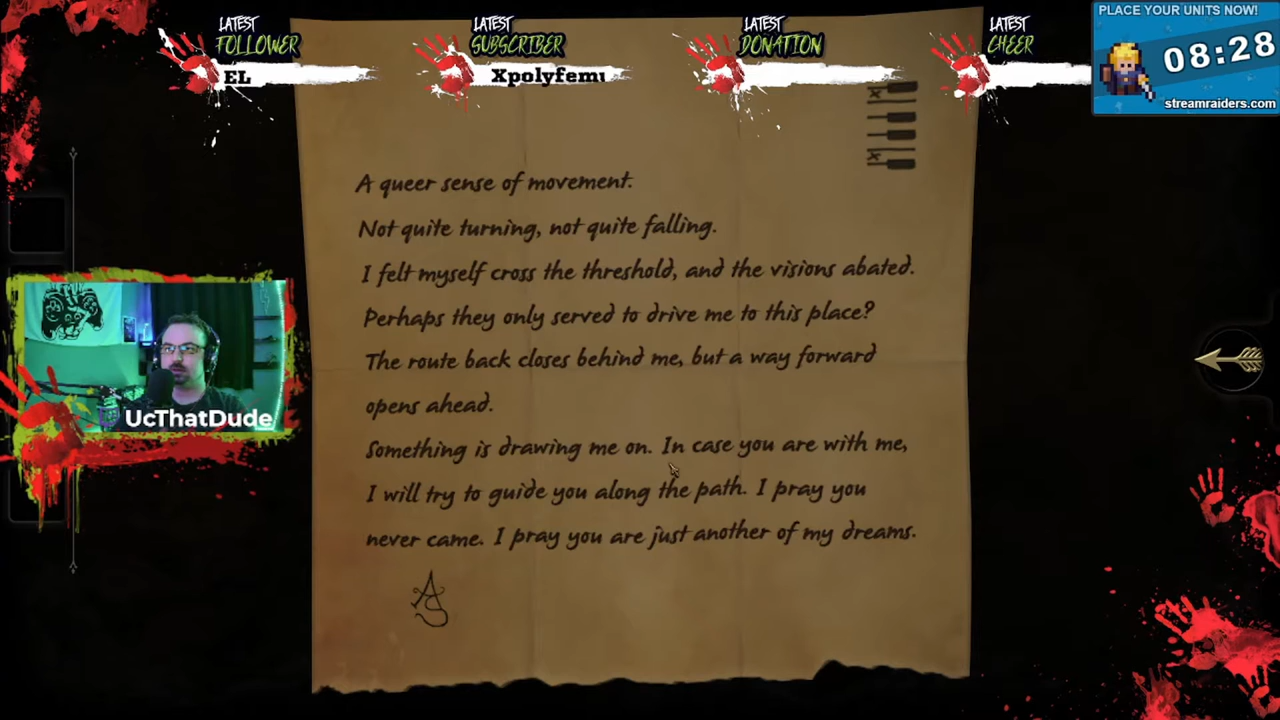 LATEST FOLLOWER
EL
LATEST SUBSCRIBER
Xpolyfemu
LATEST DONATION
LATEST CHEER
PLACE YOUR UNITS NOW!
08:28
streamraiders.com
A queer sense of movement.
Not quite turning, not quite falling.
I felt myself cross the threshold, and the visions abated.
Perhaps they only served to drive me to this place?
The route back closes behind me, but a way forward
opens ahead.
Something is drawing me on. In case you are with me,
I will try to guide you along the path. I pray you
never came. I pray you are just another of my dreams.
AS
UcThatDude